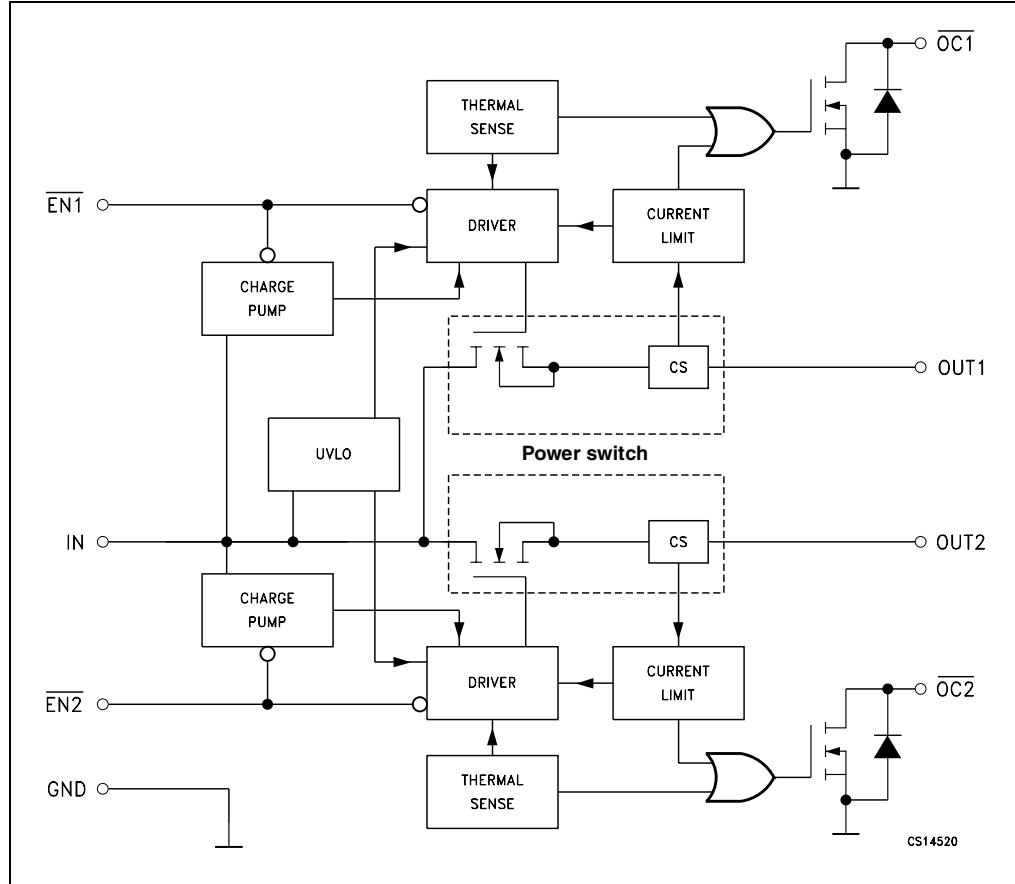 OC1
THERMAL
SENSE
EN1
DRIVER
CURRENT
LIMIT
CHARGE
PUMP
CS
OUT1
UVLO
Power switch
IN
CS
OUT2
CHARGE
PUMP
DRIVER
CURRENT
LIMIT
EN2
OC2
THERMAL
SENSE
GND
CS14520